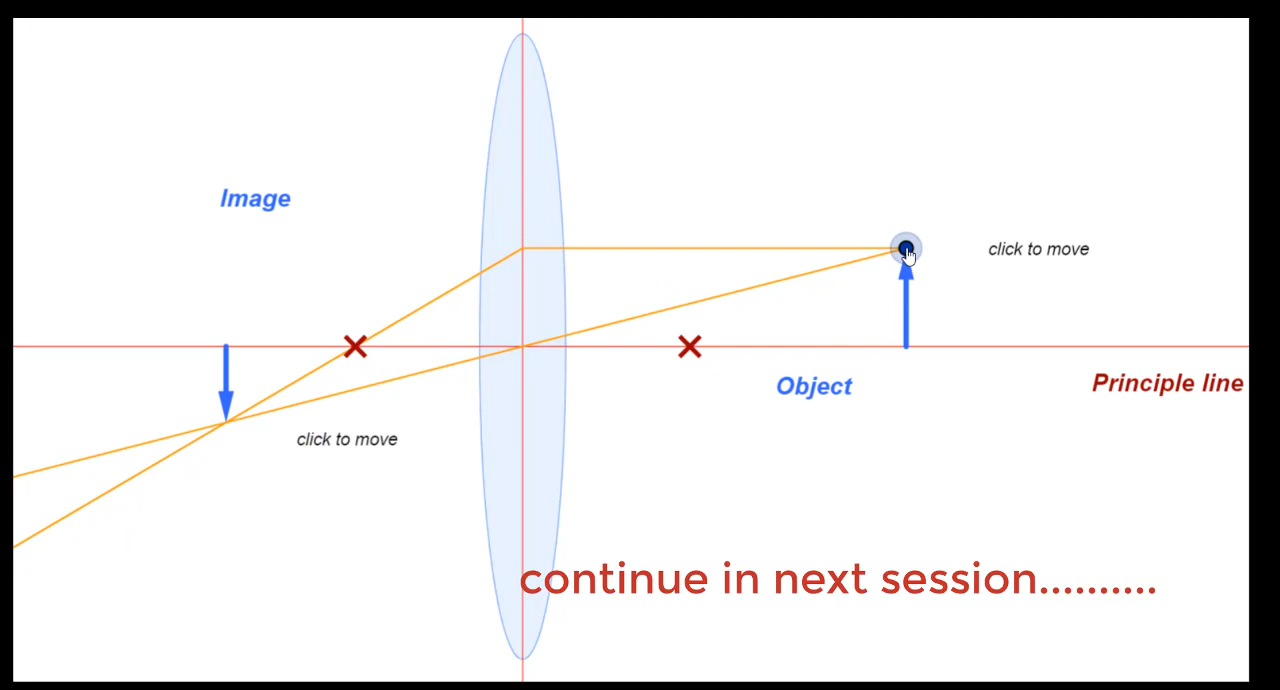 Image
click to move
Object
Principle line
click to move
continue in next session..........